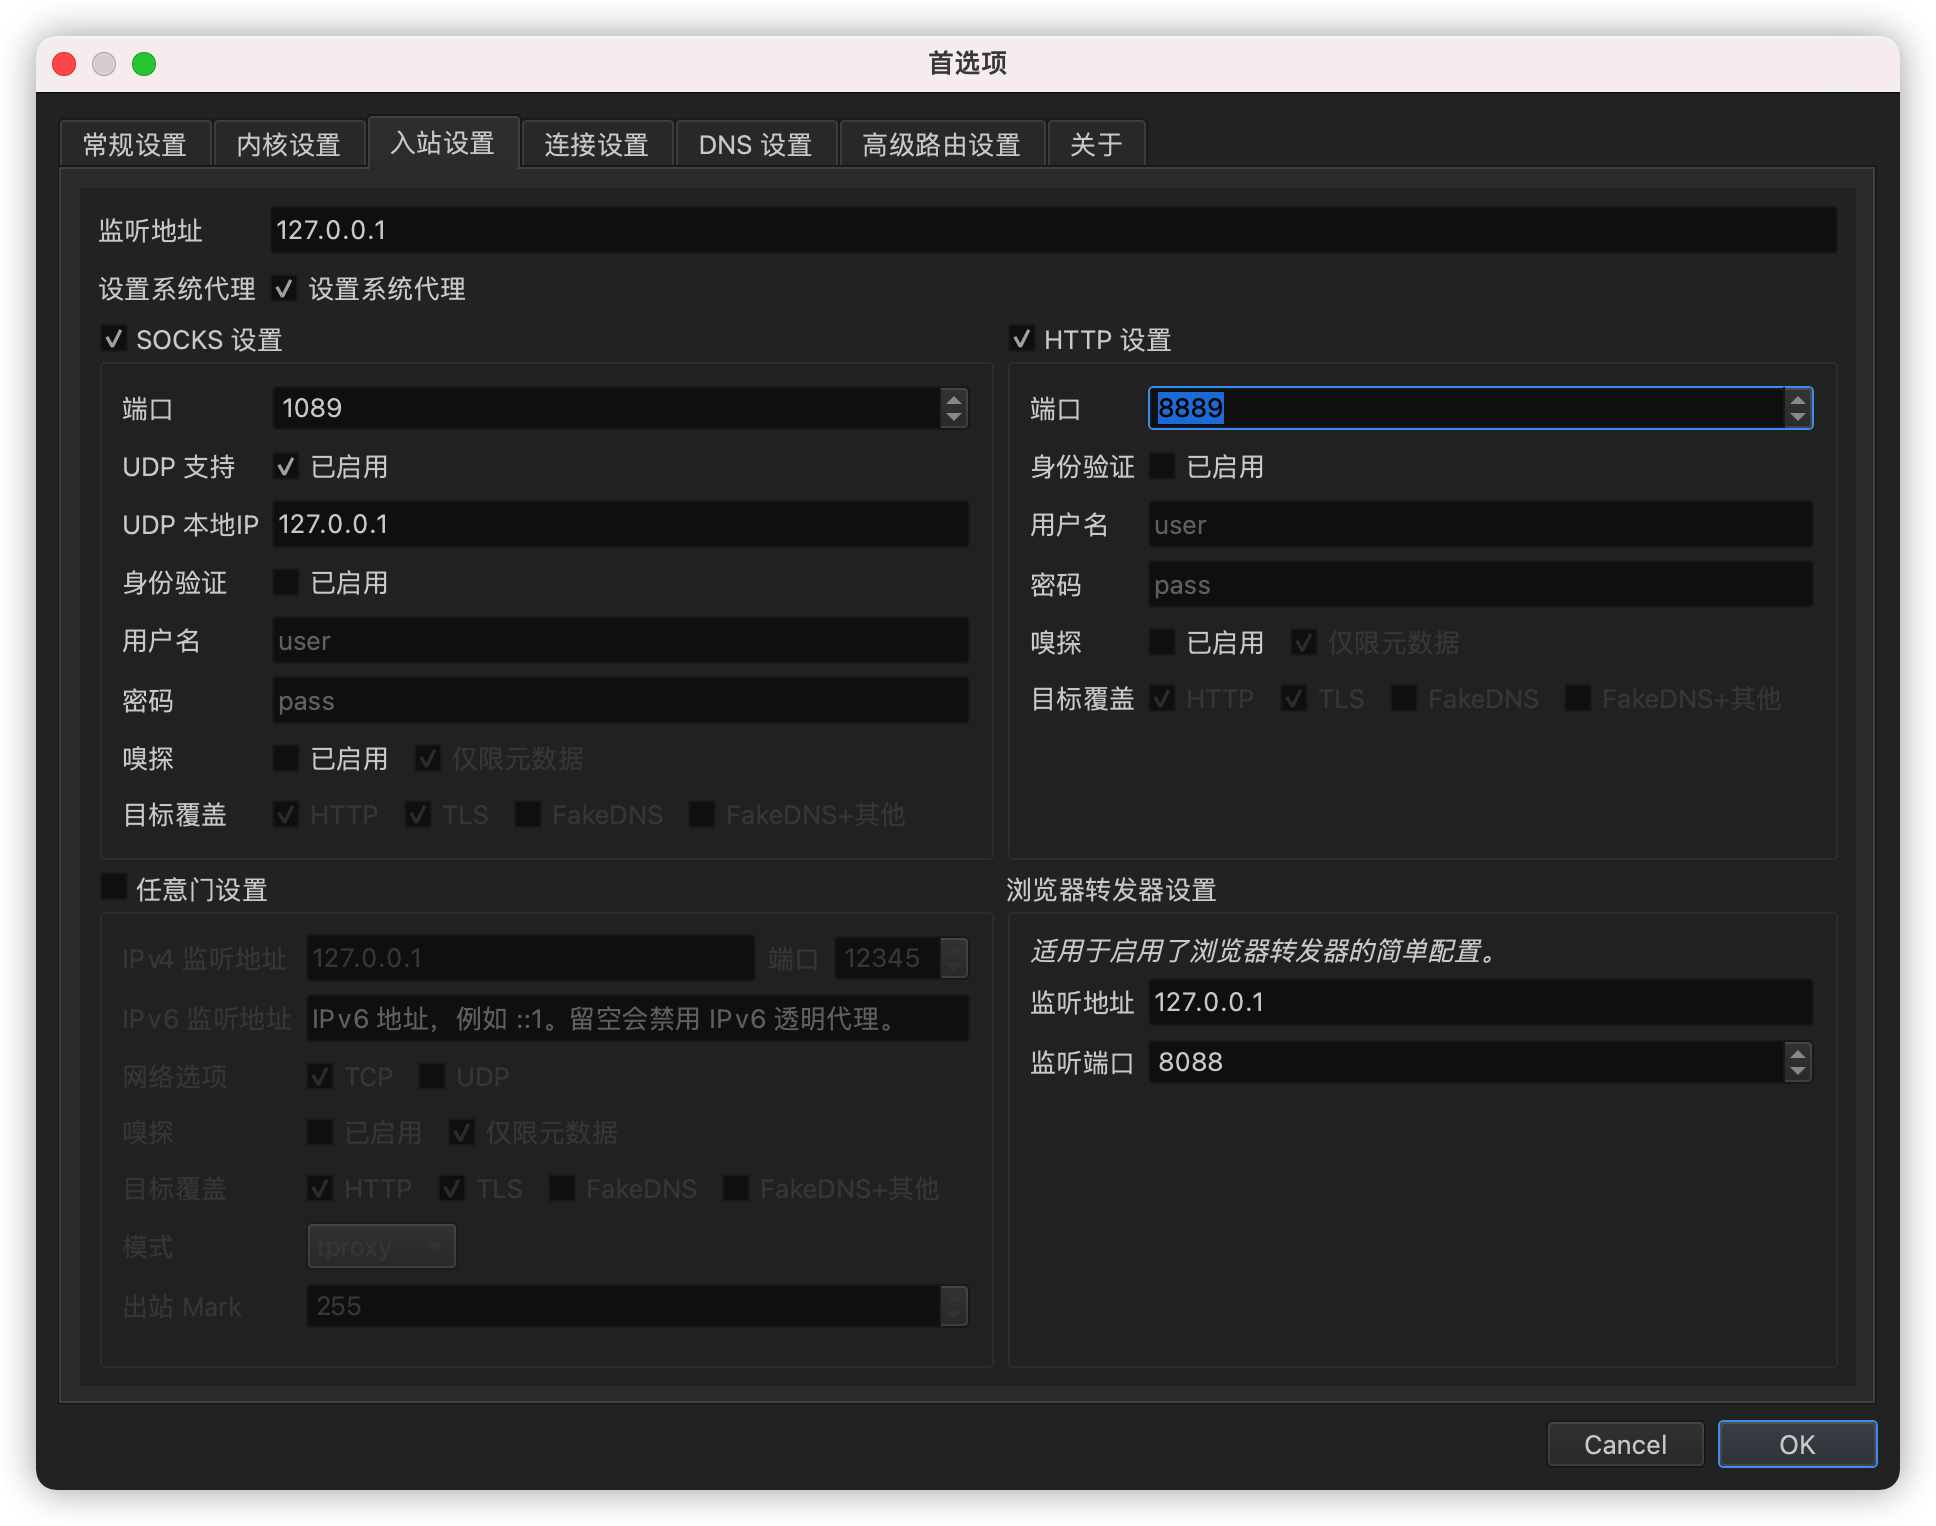 首选项
常规设置 内核设置 入站设置 连接设置 DNS 设置 高级路由设置 关于
监听地址 127.0.0.1
设置系统代理 设置系统代理
SOCKS 设置
端口 1089
UDP 支持 已启用
UDP 本地IP 127.0.0.1
身份验证 已启用
用户名 user
密码 pass
嗅探 已启用 仅限元数据
目标覆盖 HTTP TLS FakeDNS FakeDNS+其他
HTTP 设置
端口 8889
身份验证 已启用
用户名 user
密码 pass
嗅探 已启用 仅限元数据
目标覆盖 HTTP TLS FakeDNS FakeDNS+其他
任意门设置
IPv4 监听地址 127.0.0.1 端口 12345
IPv6 监听地址 IPv6 地址，例如 ::1。留空会禁用 IPv6 透明代理。
网络选项 TCP UDP
嗅探 已启用 仅限元数据
目标覆盖 HTTP TLS FakeDNS FakeDNS+其他
模式 tproxy
出站 Mark 255
浏览器转发器设置
适用于启用了浏览器转发器的简单配置。
监听地址 127.0.0.1
监听端口 8088
Cancel OK